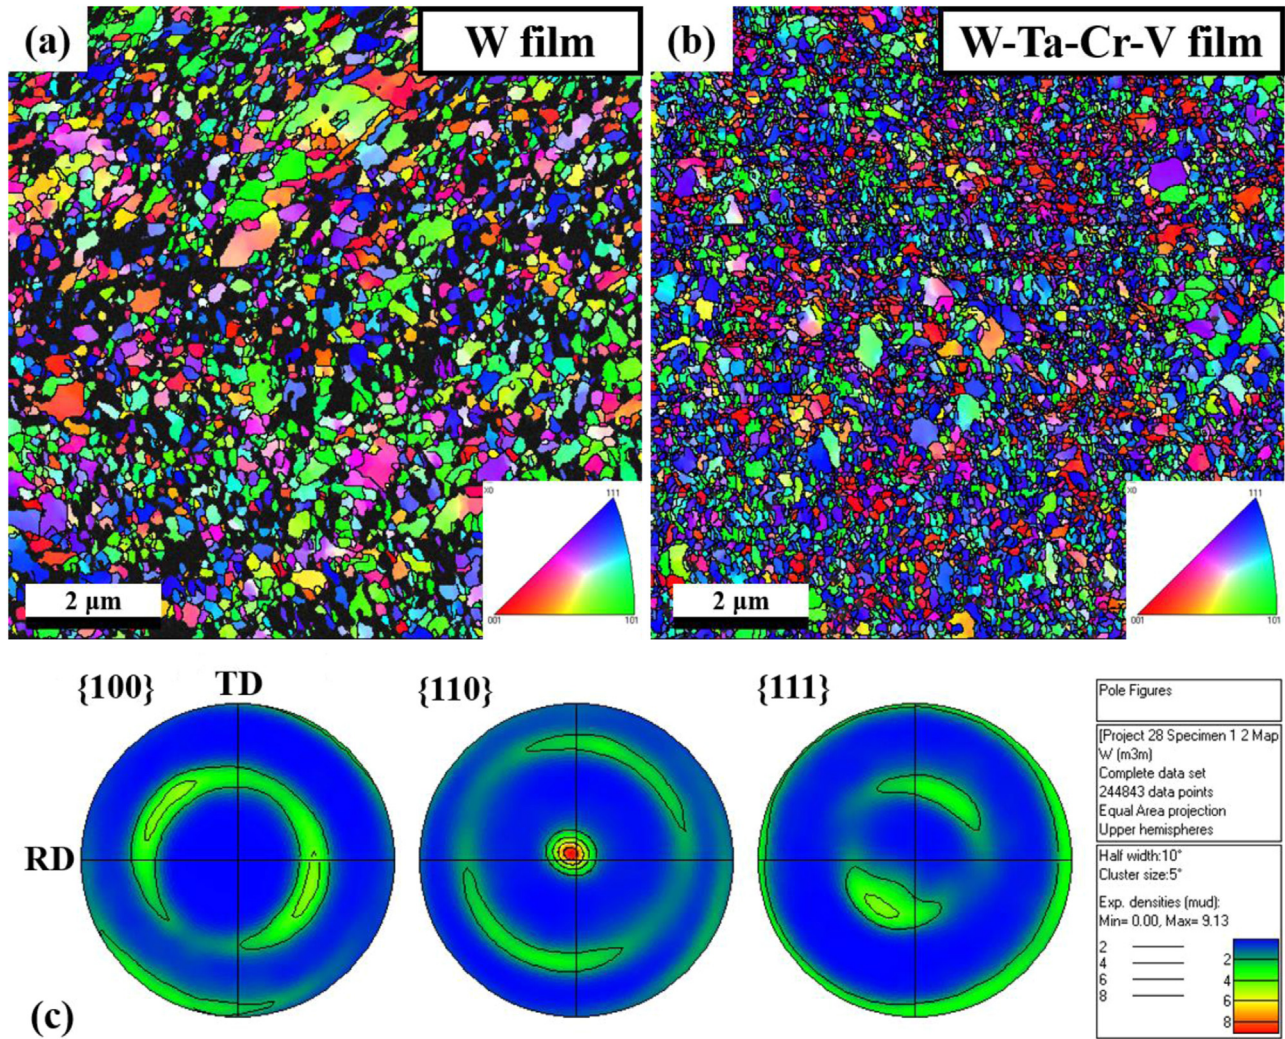 (a)
W film
(b)
W-Ta-Cr-V film
X0
111
001
101
2 μm
X0
111
001
101
2 μm
{100}
TD
{110}
{111}
RD
(c)
Pole Figures
[Project 28 Specimen 1 2 Map
W (m3m)
Complete data set
244843 data points
Equal Area projection
Upper hemispheres
Half width:10°
Cluster size:5°
Exp. densities (mud):
Min= 0.00, Max= 9.13
2
4
6
8
2
4
6
8